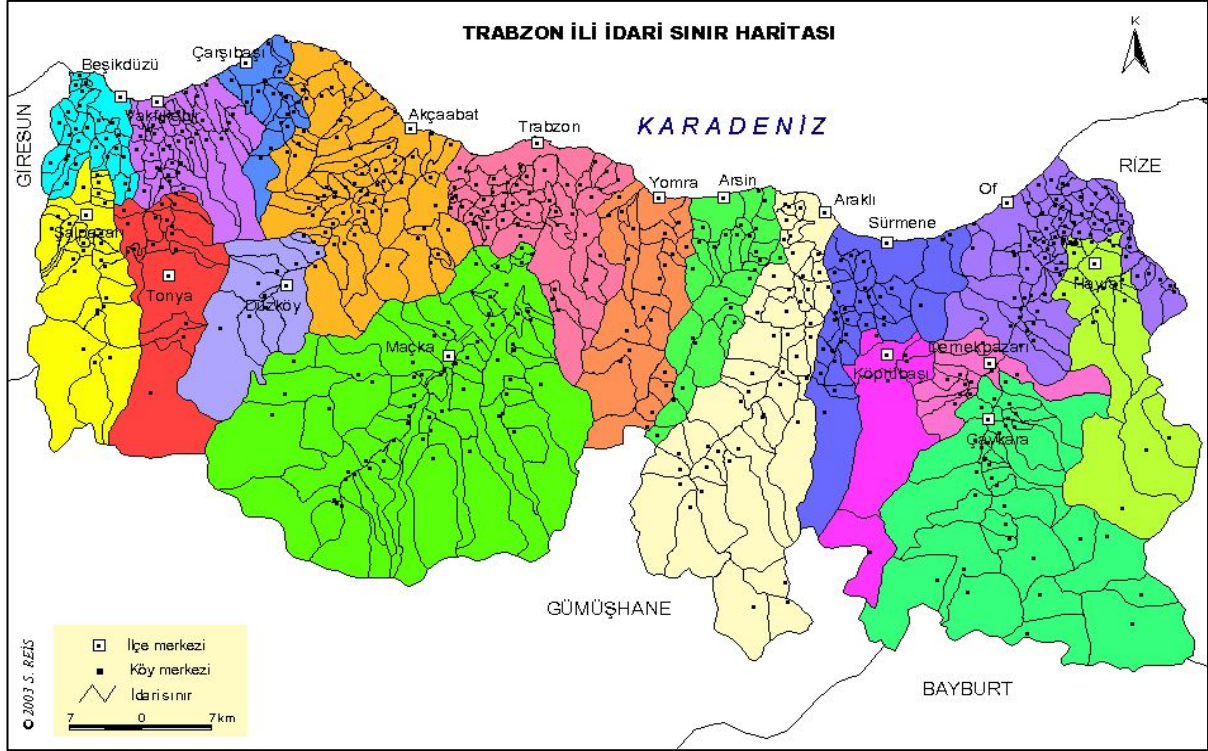 TRABZON İLİ İDARİ SINIR HARİTASI
K
Çarşıbaşı
Beşikdüzü
Vakfıkebir
Akçaabat
Trabzon
KARADENİZ
GİRESUN
RİZE
Yomra
Arsin
Araklı
Of
Sürmene
Şalpazarı
Tonya
Düzköy
Hayrat
Maçka
Köprübaşı
Dernekpazarı
Çaykara
GÜMÜŞHANE
BAYBURT
İlçe merkezi
Köy merkezi
İdari sınır
7 0 7 km
© 2003 S. REİS